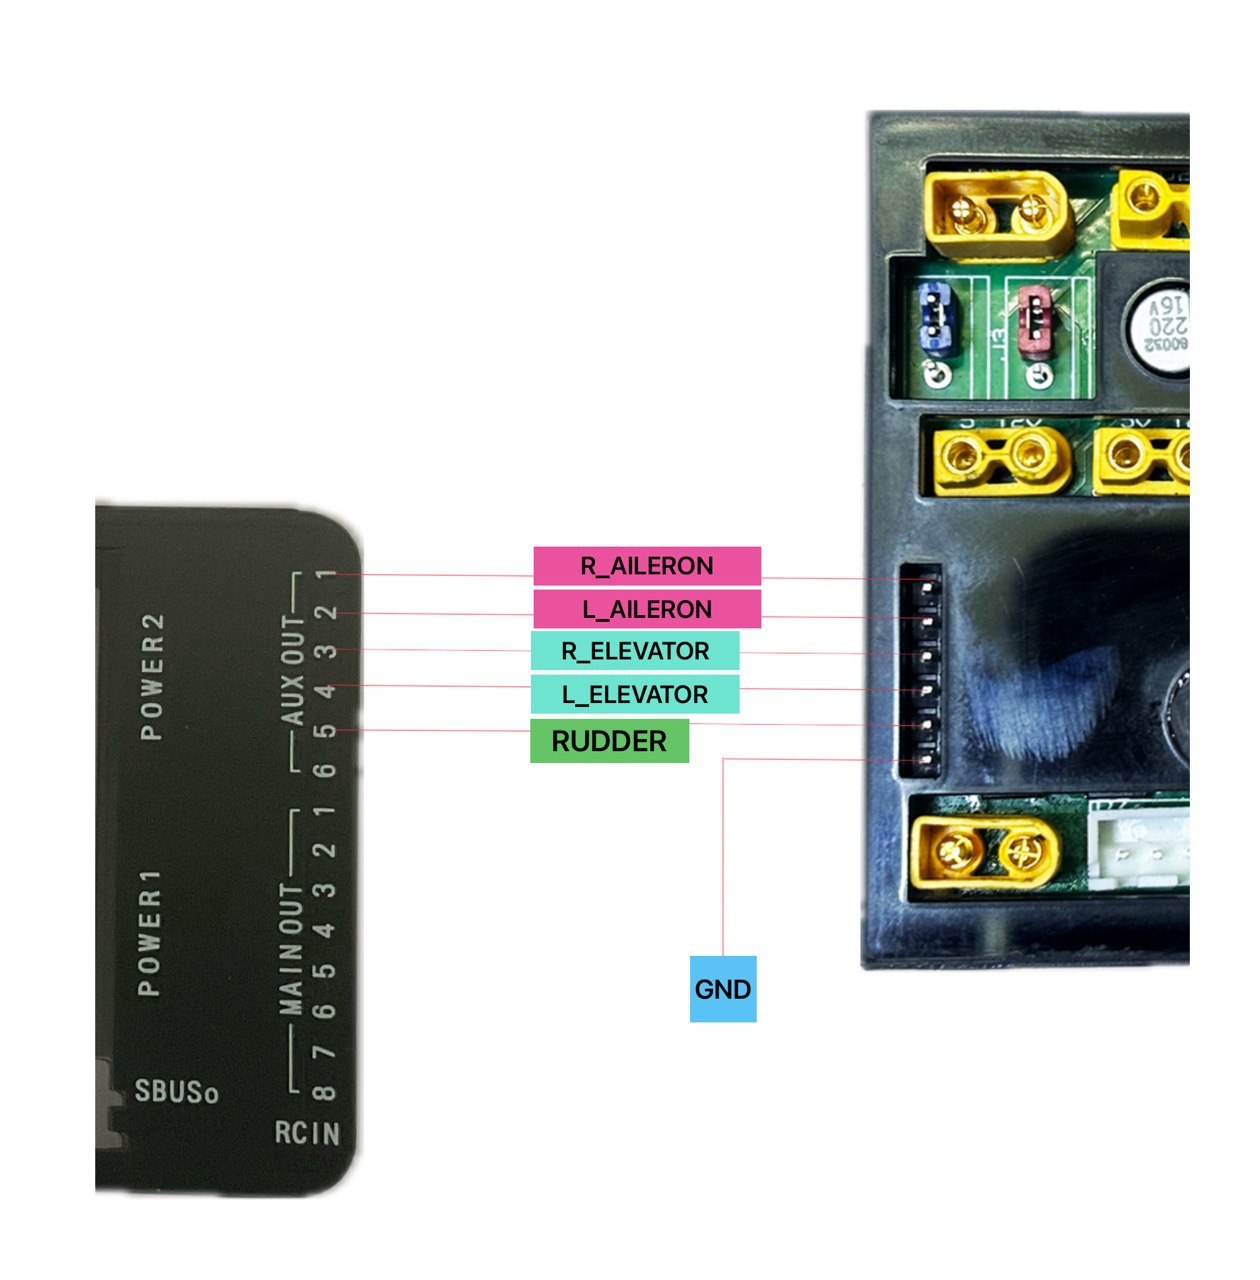 POWER2
AUX OUT
1
2
3
4
5
6
POWER1
MAIN OUT
1
2
3
4
5
6
7
8
SBUSo
RCIN
R_AILERON
L_AILERON
R_ELEVATOR
L_ELEVATOR
RUDDER
GND
J3
220
16V